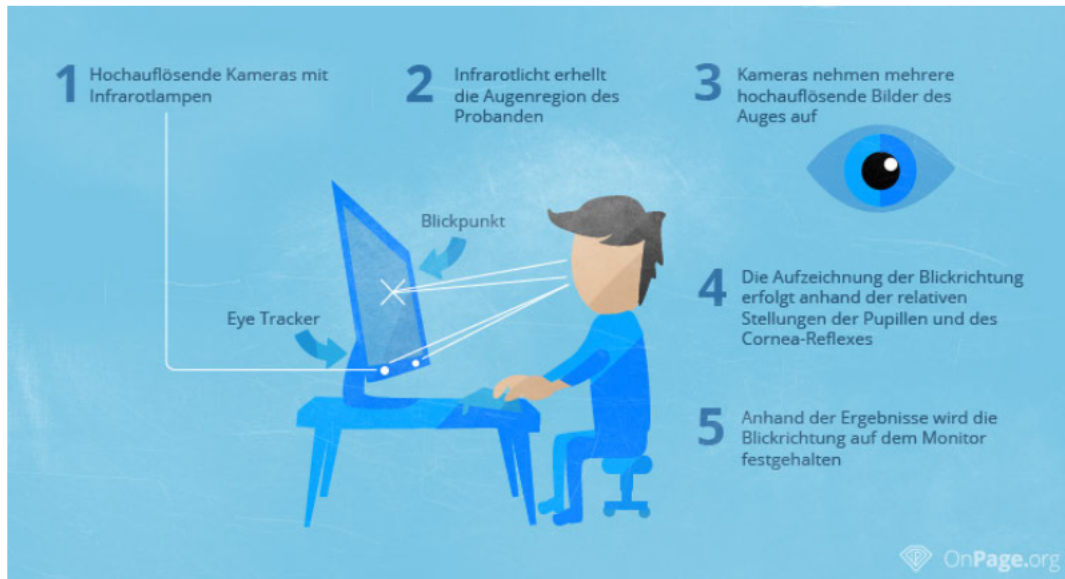 1
Hochauflösende Kameras mit
Infrarotlampen
2
Infrarotlicht erhellt
die Augenregion des
Probanden
3
Kameras nehmen mehrere
hochauflösende Bilder des
Auges auf
Blickpunkt
Eye Tracker
4
Die Aufzeichnung der Blickrichtung
erfolgt anhand der relativen
Stellungen der Pupillen und des
Cornea-Reflexes
5
Anhand der Ergebnisse wird die
Blickrichtung auf dem Monitor
festgehalten
OnPage.org